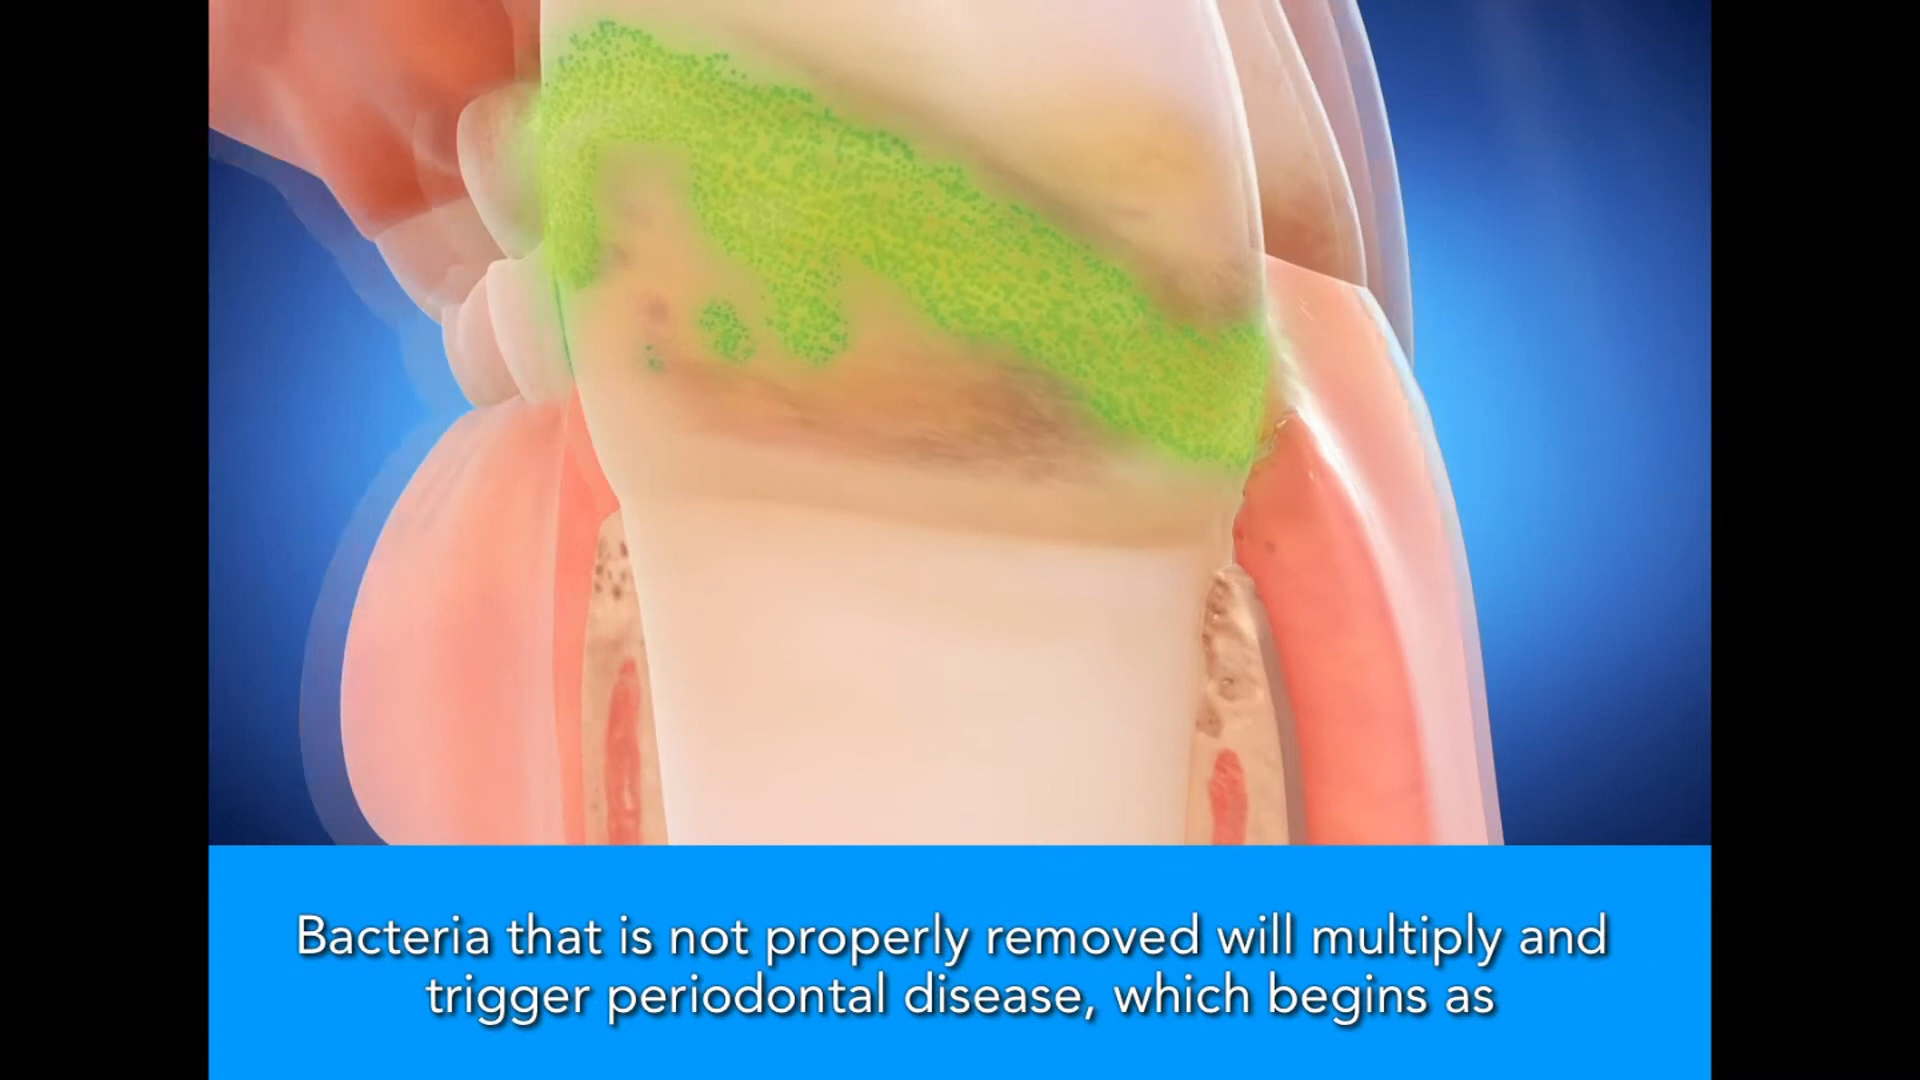 Bacteria that is not properly removed will multiply and
trigger periodontal disease, which begins as